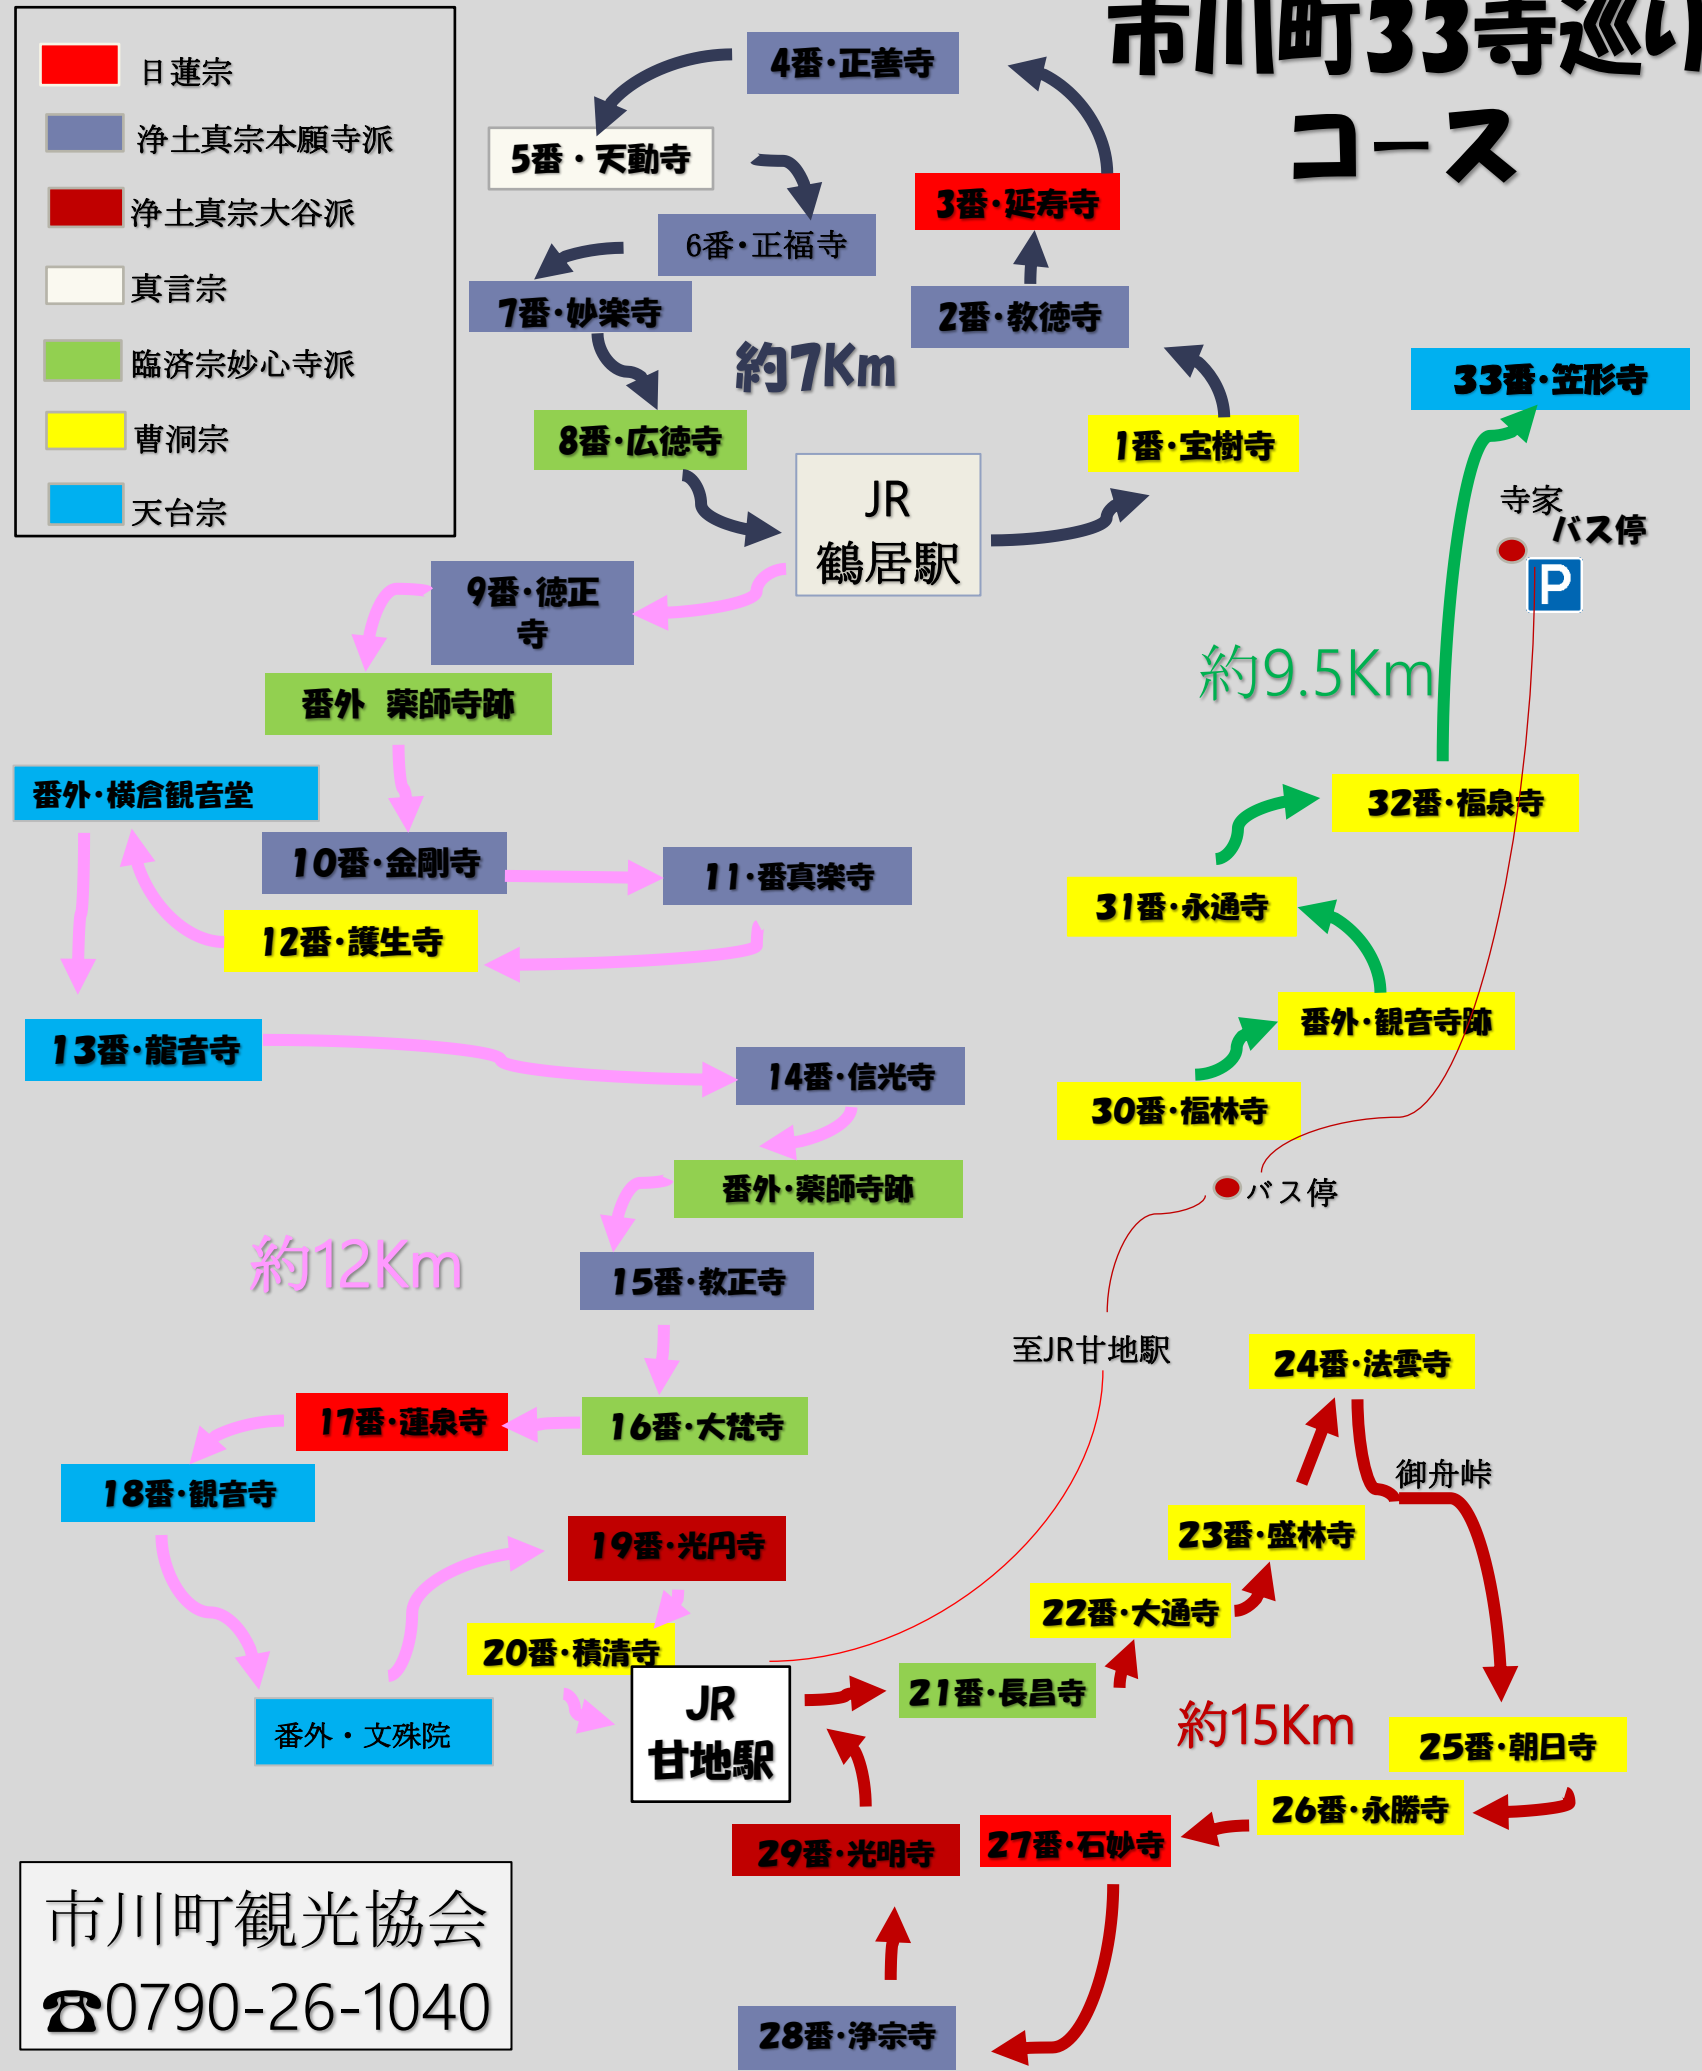 市川町33寺巡り
コース
日蓮宗
浄土真宗本願寺派
浄土真宗大谷派
真言宗
臨済宗妙心寺派
曹洞宗
天台宗
4番・正善寺
5番・天動寺
3番・延寿寺
6番・正福寺
7番・妙楽寺
2番・教徳寺
約7Km
8番・広徳寺
1番・宝樹寺
JR
鶴居駅
33番・笠形寺
寺家
バス停
P
9番・徳正
寺
番外 薬師寺跡
約9.5Km
番外・横倉観音堂
10番・金剛寺
11・番真楽寺
12番・護生寺
32番・福泉寺
31番・永通寺
13番・龍音寺
14番・信光寺
番外・観音寺跡
30番・福林寺
番外・薬師寺跡
バス停
約12Km
15番・教正寺
至JR甘地駅
24番・法雲寺
17番・蓮泉寺
16番・大梵寺
18番・観音寺
御舟峠
19番・光円寺
23番・盛林寺
22番・大通寺
20番・積清寺
JR
甘地駅
21番・長昌寺
番外・文殊院
約15Km
25番・朝日寺
26番・永勝寺
27番・石妙寺
29番・光明寺
28番・浄宗寺
市川町観光協会
☎0790-26-1040